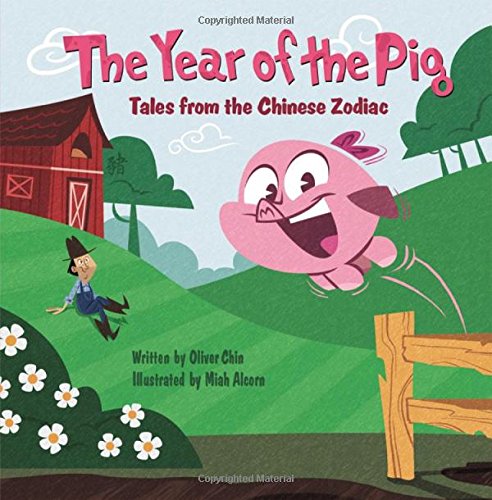 Copyrighted Material
The Year of the Pig
Tales from the Chinese Zodiac
豬
Written by Oliver Chin
Illustrated by Miah Alcorn
Copyrighted Material